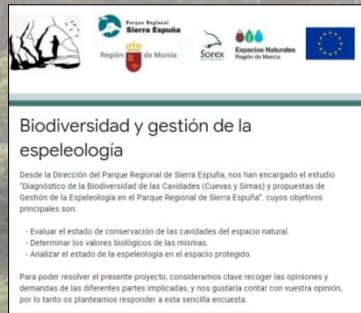 Parque Regional
Sierra Espuña
Región de Murcia
Sorex
Espacios Naturales
Región de Murcia
Biodiversidad y gestión de la
espeleología
Desde la Dirección del Parque Regional de Sierra Espuña, nos han encargado el estudio
"Diagnóstico de la Biodiversidad de las Cavidades (Cuevas y Simas) y propuestas de
Gestión de la Espeleología en el Parque Regional de Sierra Espuña". cuyos objetivos
principales son:
- Evaluar el estado de conservación de las cavidades del espacio natural.
- Determinar los valores biológicos de las mismas.
- Analizar el estado de la espeleología en el espacio protegido.
Para poder resolver el presente proyecto, consideramos clave recoger las opiniones y
demandas de las diferentes partes implicadas, y nos gustaría contar con vuestra opinión,
por lo tanto os planteamos responder a esta sencilla encuesta.